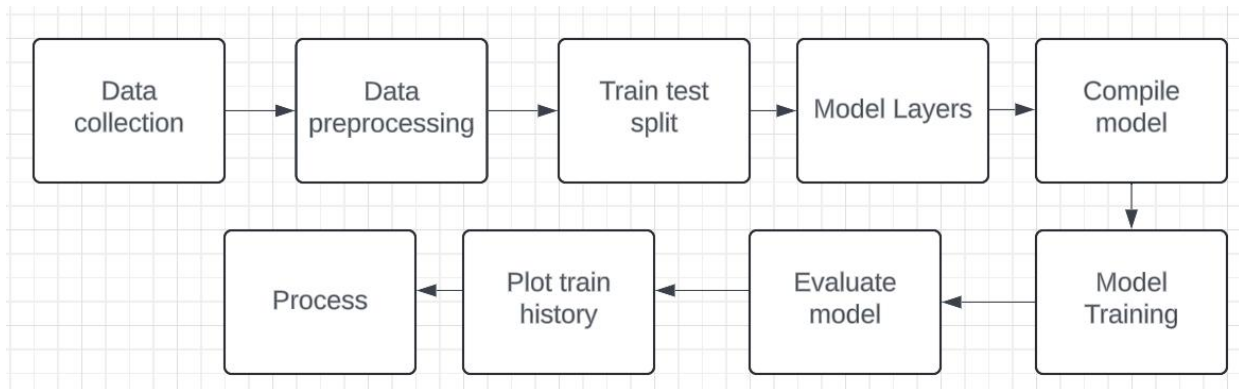 Data
collection
Data
preprocessing
Train test
split
Model Layers
Compile
model
Model
Training
Evaluate
model
Plot train
history
Process